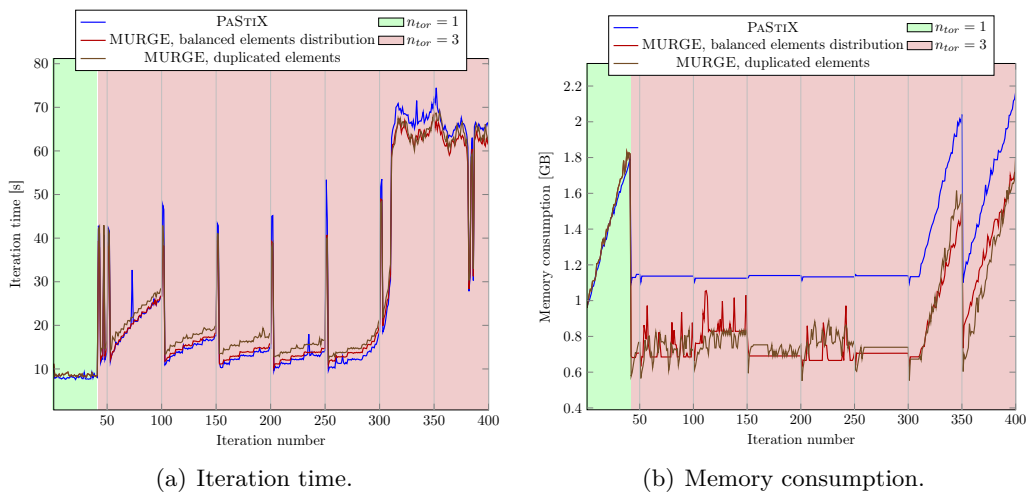 PASTIX
MURGE, balanced elements distribution
MURGE, duplicated elements
n_tor = 1
n_tor = 3
80
70
60
50
40
30
20
10
Iteration time [s]
50 100 150 200 250 300 350 400
Iteration number
(a) Iteration time.
PASTIX
MURGE, balanced elements distribution
MURGE, duplicated elements
n_tor = 1
n_tor = 3
2.2
2
1.8
1.6
1.4
1.2
1
0.8
0.6
0.4
Memory consumption [GB]
50 100 150 200 250 300 350 400
Iteration number
(b) Memory consumption.